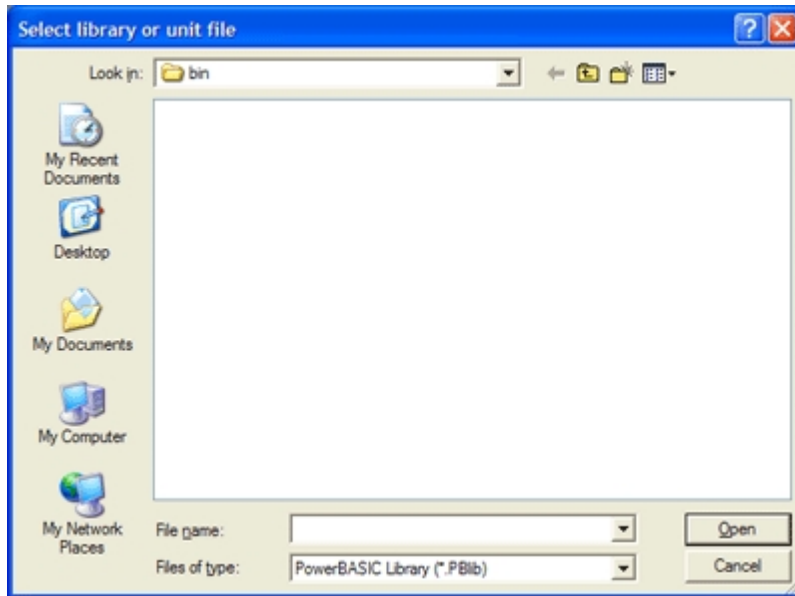 Select library or unit file
Look in: bin
My Recent
Documents
Desktop
My Documents
My Computer
My Network
Places
File name:
Open
Files of type: PowerBASIC Library (*.PBlib)
Cancel